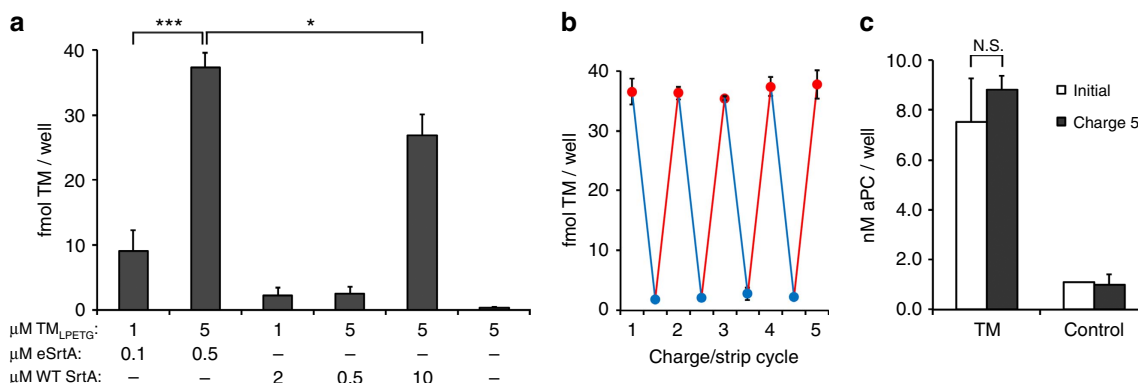 a
*** *
fmol TM / well
40
30
20
10
0
μM TM_LPETG: 1 5 1 5 5 5
μM eSrtA: 0.1 0.5 – – – –
μM WT SrtA: – – 2 0.5 10 –
b
fmol TM / well
40
30
20
10
0
1 2 3 4 5
Charge/strip cycle
c
N.S.
nM aPC / well
10.0
8.0
6.0
4.0
2.0
0.0
Initial
Charge 5
TM Control